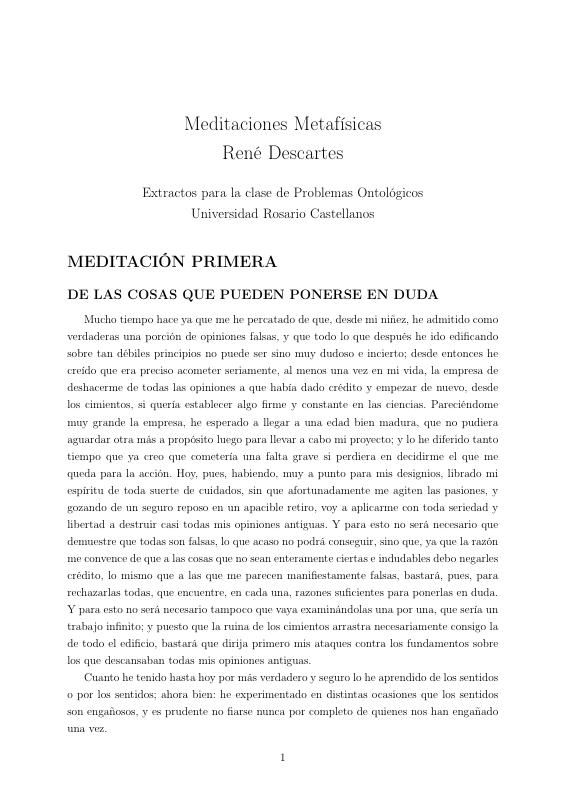 Meditaciones Metafísicas
René Descartes
Extractos para la clase de Problemas Ontológicos
Universidad Rosario Castellanos
MEDITACIÓN PRIMERA
DE LAS COSAS QUE PUEDEN PONERSE EN DUDA
Mucho tiempo hace ya que me he percatado de que, desde mi niñez, he admitido como
verdaderas una porción de opiniones falsas, y que todo lo que después he ido edificando
sobre tan débiles principios no puede ser sino muy dudoso e incierto; desde entonces he
creído que era preciso acometer seriamente, al menos una vez en mi vida, la empresa de
deshacerme de todas las opiniones a que había dado crédito y empezar de nuevo, desde
los cimientos, si quería establecer algo firme y constante en las ciencias. Pareciéndome
muy grande la empresa, he esperado a llegar a una edad bien madura, que no pudiera
aguardar otra más a propósito luego para llevar a cabo mi proyecto; y lo he diferido tanto
tiempo que ya creo que cometería una falta grave si perdiera en decidirme el que me
queda para la acción. Hoy, pues, habiendo, muy a punto para mis designios, librado mi
espíritu de toda suerte de cuidados, sin que afortunadamente me agiten las pasiones, y
gozando de un seguro reposo en un apacible retiro, voy a aplicarme con toda seriedad y
libertad a destruir casi todas mis opiniones antiguas. Y para esto no será necesario que
demuestre que todas son falsas, lo que acaso no podrá conseguir, sino que, ya que la razón
me convence de que a las cosas que no sean enteramente ciertas e indudables debo negarles
crédito, lo mismo que a las que me parecen manifiestamente falsas, bastará, pues, para
rechazarlas todas, que encuentre, en cada una, razones suficientes para ponerlas en duda.
Y para esto no será necesario tampoco que vaya examinándolas una por una, que sería un
trabajo infinito; y puesto que la ruina de los cimientos arrastra necesariamente consigo la
de todo el edificio, bastará que dirija primero mis ataques contra los fundamentos sobre
los que descansaban todas mis opiniones antiguas.
Cuanto he tenido hasta hoy por más verdadero y seguro lo he aprendido de los sentidos
o por los sentidos; ahora bien: he experimentado en distintas ocasiones que los sentidos
son engañosos, y es prudente no fiarse nunca por completo de quienes nos han engañado
una vez.
1